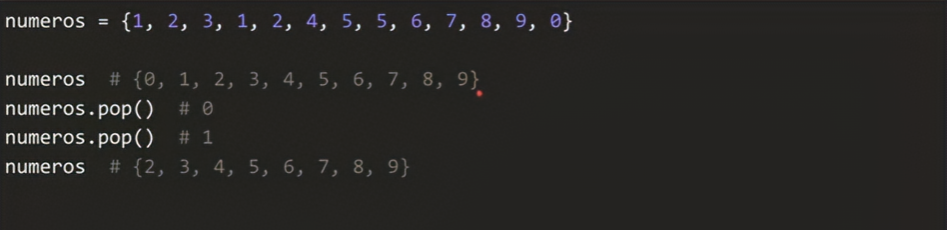 numeros = {1, 2, 3, 1, 2, 4, 5, 5, 6, 7, 8, 9, 0}
numeros # {0, 1, 2, 3, 4, 5, 6, 7, 8, 9}
numeros.pop() # 0
numeros.pop() # 1
numeros # {2, 3, 4, 5, 6, 7, 8, 9}